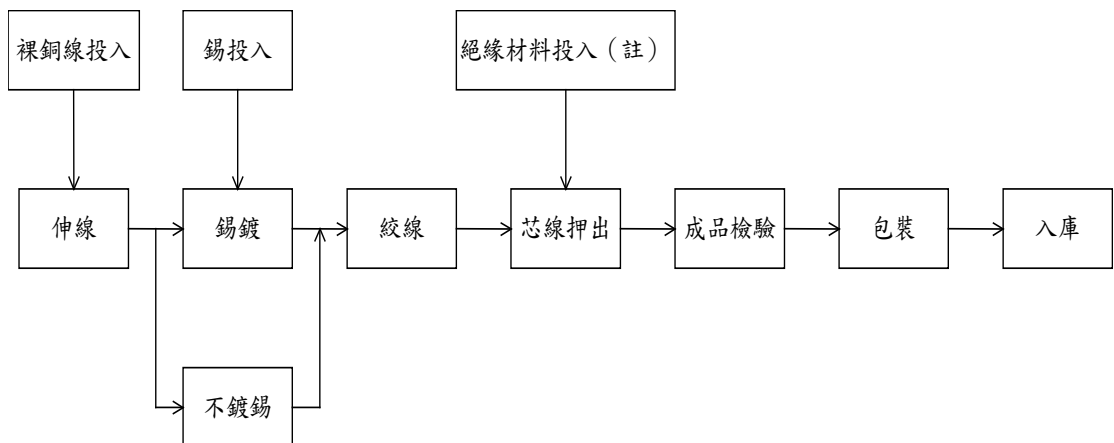 裸銅線投入
錫投入
絕緣材料投入（註）
伸線
錫鍍
絞線
芯線押出
成品檢驗
包裝
入庫
不鍍錫